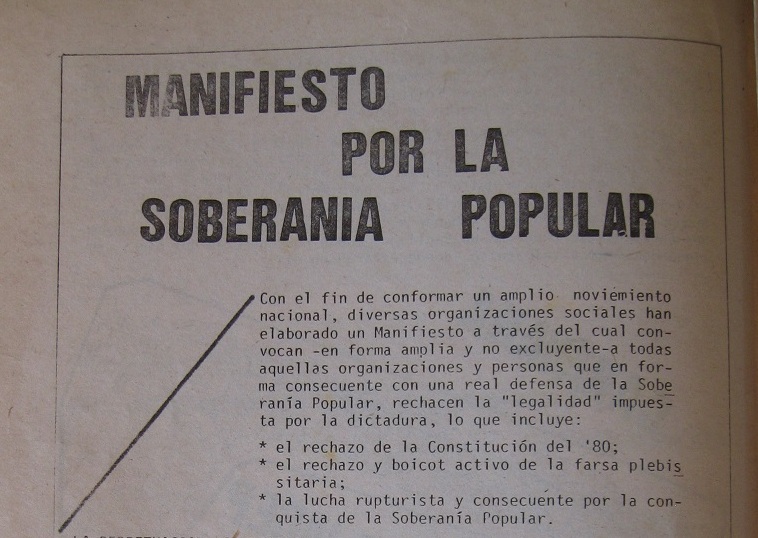 MANIFIESTO
POR LA
SOBERANIA POPULAR
Con el fin de conformar un amplio noviémiento
nacional, diversas organizaciones sociales han
elaborado un Manifiesto a través del cual con-
vocan -en forma amplia y no excluyente-a todas
aquellas organizaciones y personas que en for-
ma consecuente con una real defensa de la Sobe
ranía Popular, rechacen la "legalidad" impues-
ta por la dictadura, lo que incluye:
* el rechazo de la Constitución del '80;
* el rechazo y boicot activo de la farsa plebis
sitaria;
* la lucha rupturista y consecuente por la con-
quista de la Soberanía Popular.